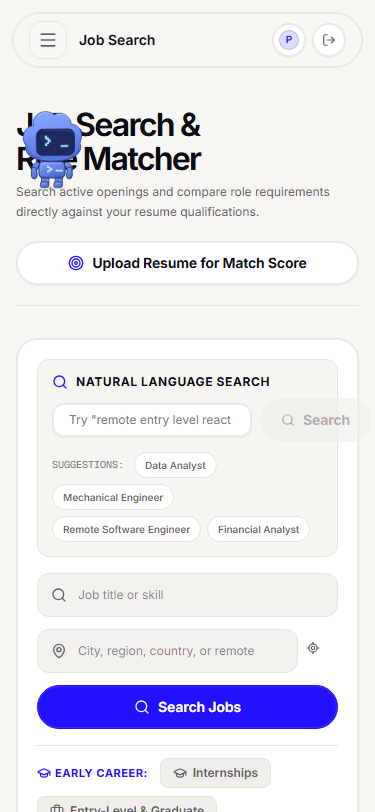 Job Search
P
Search &
Matcher
Search active openings and compare role requirements
directly against your resume qualifications.
Upload Resume for Match Score
NATURAL LANGUAGE SEARCH
Try "remote entry level react
Search
SUGGESTIONS:
Data Analyst
Mechanical Engineer
Remote Software Engineer
Financial Analyst
Job title or skill
City, region, country, or remote
Search Jobs
EARLY CAREER:
Internships
Entry-Level & Graduate